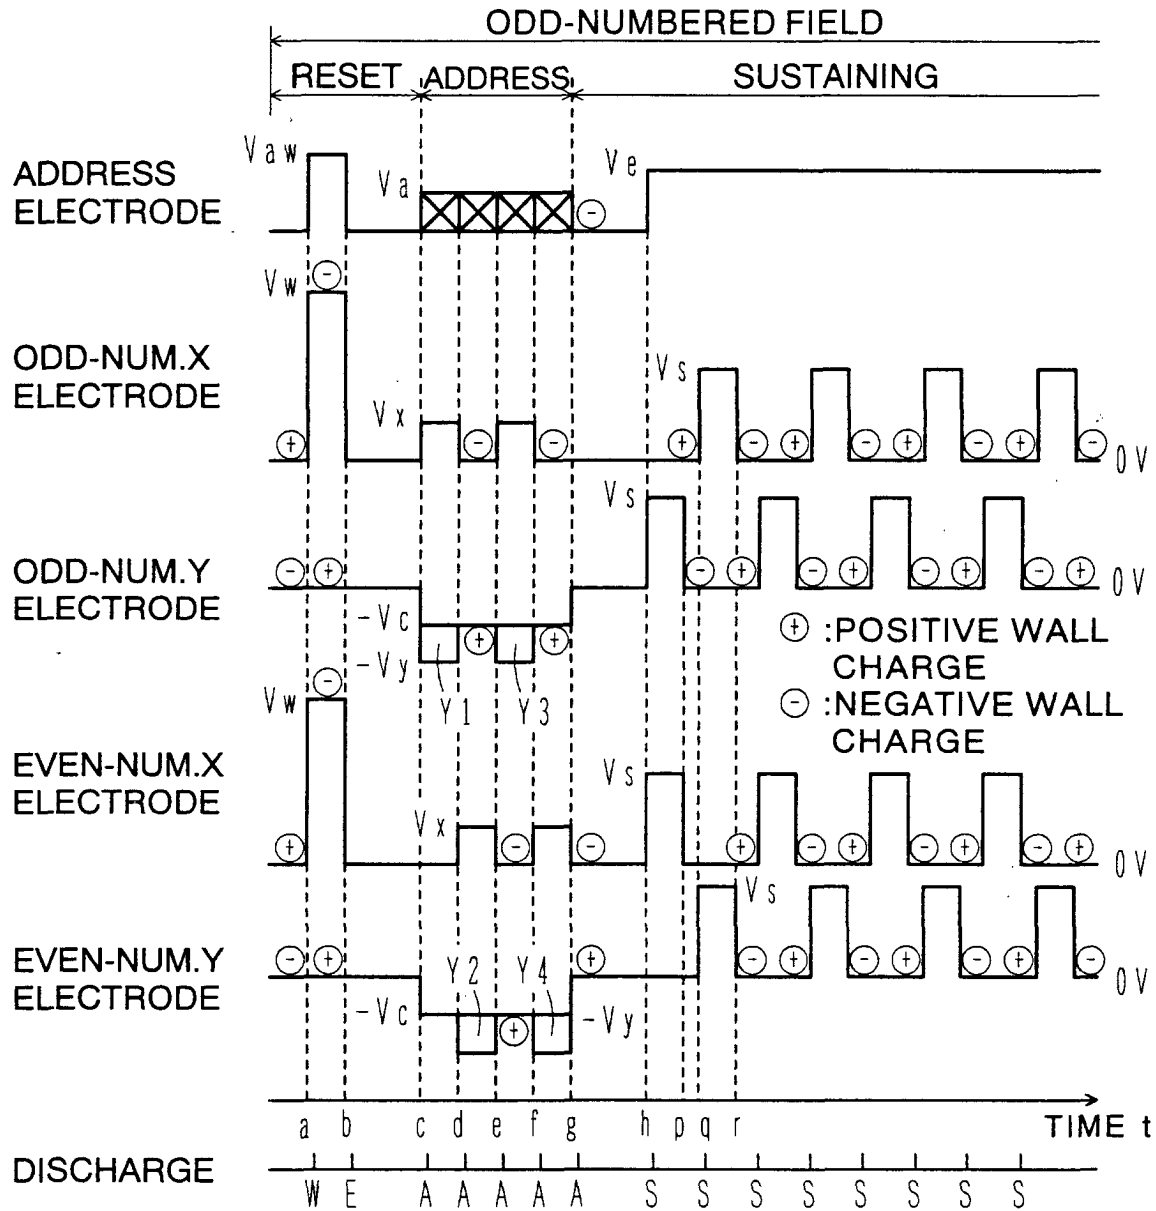 ODD-NUMBERED FIELD
RESET ADDRESS SUSTAINING
Vaw
ADDRESS
ELECTRODE
Va
Ve
Vw
ODD-NUM.X
ELECTRODE
Vx
Vs
0V
ODD-NUM.Y
ELECTRODE
Vs
0V
-Vc
-Vy
Y1 Y3
+ :POSITIVE WALL
CHARGE
- :NEGATIVE WALL
CHARGE
Vw
EVEN-NUM.X
ELECTRODE
Vx
Vs
0V
EVEN-NUM.Y
ELECTRODE
Y2 Y4
Vs
0V
-Vc
-Vy
a b c d e f g h p q r
TIME t
DISCHARGE
W E A A A A A S S S S S S S S